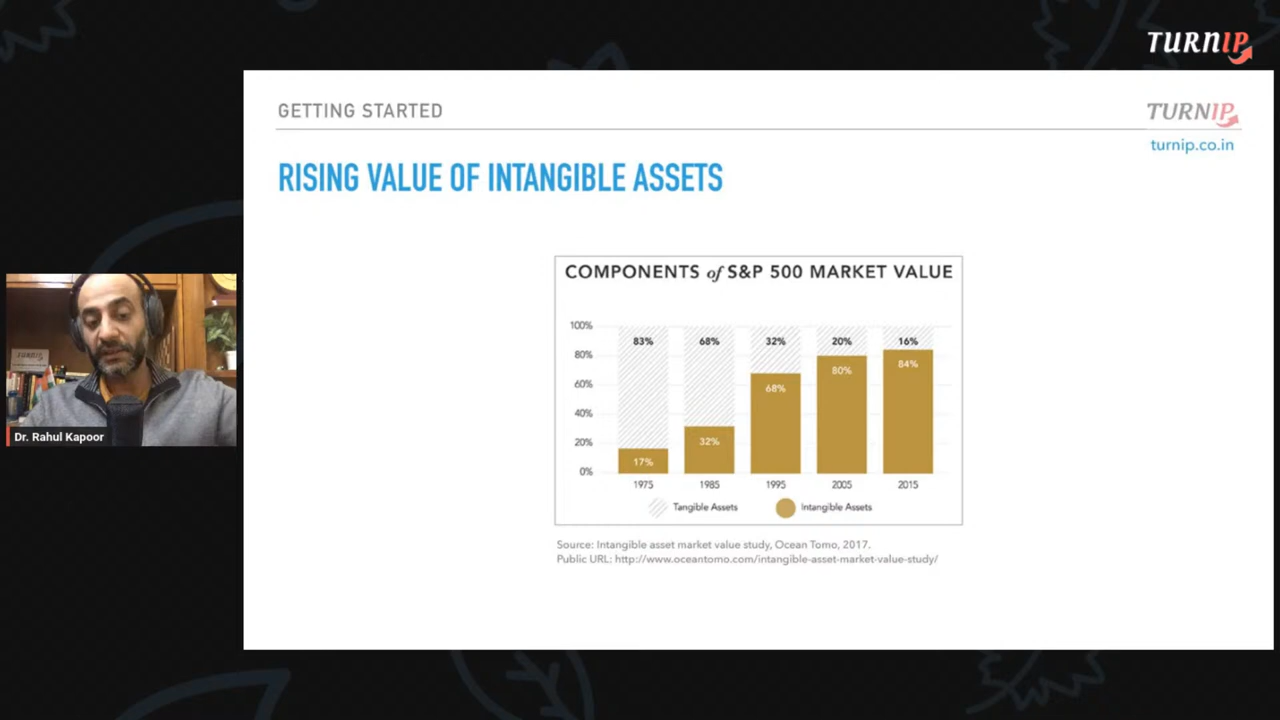 TURNIP
GETTING STARTED
TURNIP
turnip.co.in
RISING VALUE OF INTANGIBLE ASSETS
COMPONENTS of S&P 500 MARKET VALUE
100%
80%
60%
40%
20%
0%
83% 68% 32% 20% 16%
17% 32% 68% 80% 84%
1975 1985 1995 2005 2015
Tangible Assets Intangible Assets
Source: Intangible asset market value study, Ocean Tomo, 2017.
Public URL: http://www.oceantomo.com/intangible-asset-market-value-study/
TURNIP
Dr. Rahul Kapoor